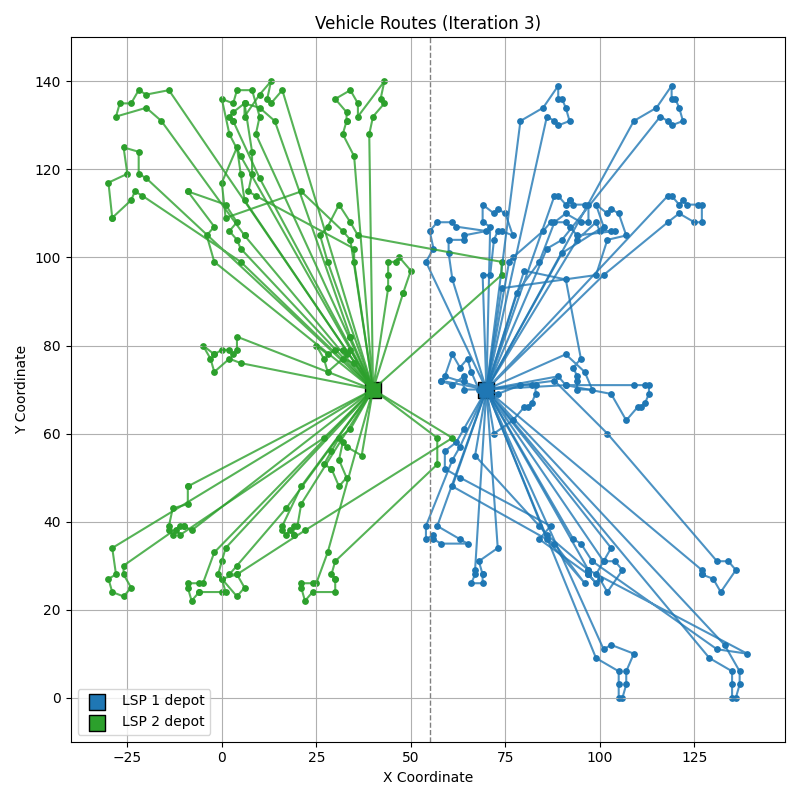 Vehicle Routes (Iteration 3)
Y Coordinate
140
120
100
80
60
40
20
0
LSP 1 depot
LSP 2 depot
−25 0 25 50 75 100 125
X Coordinate